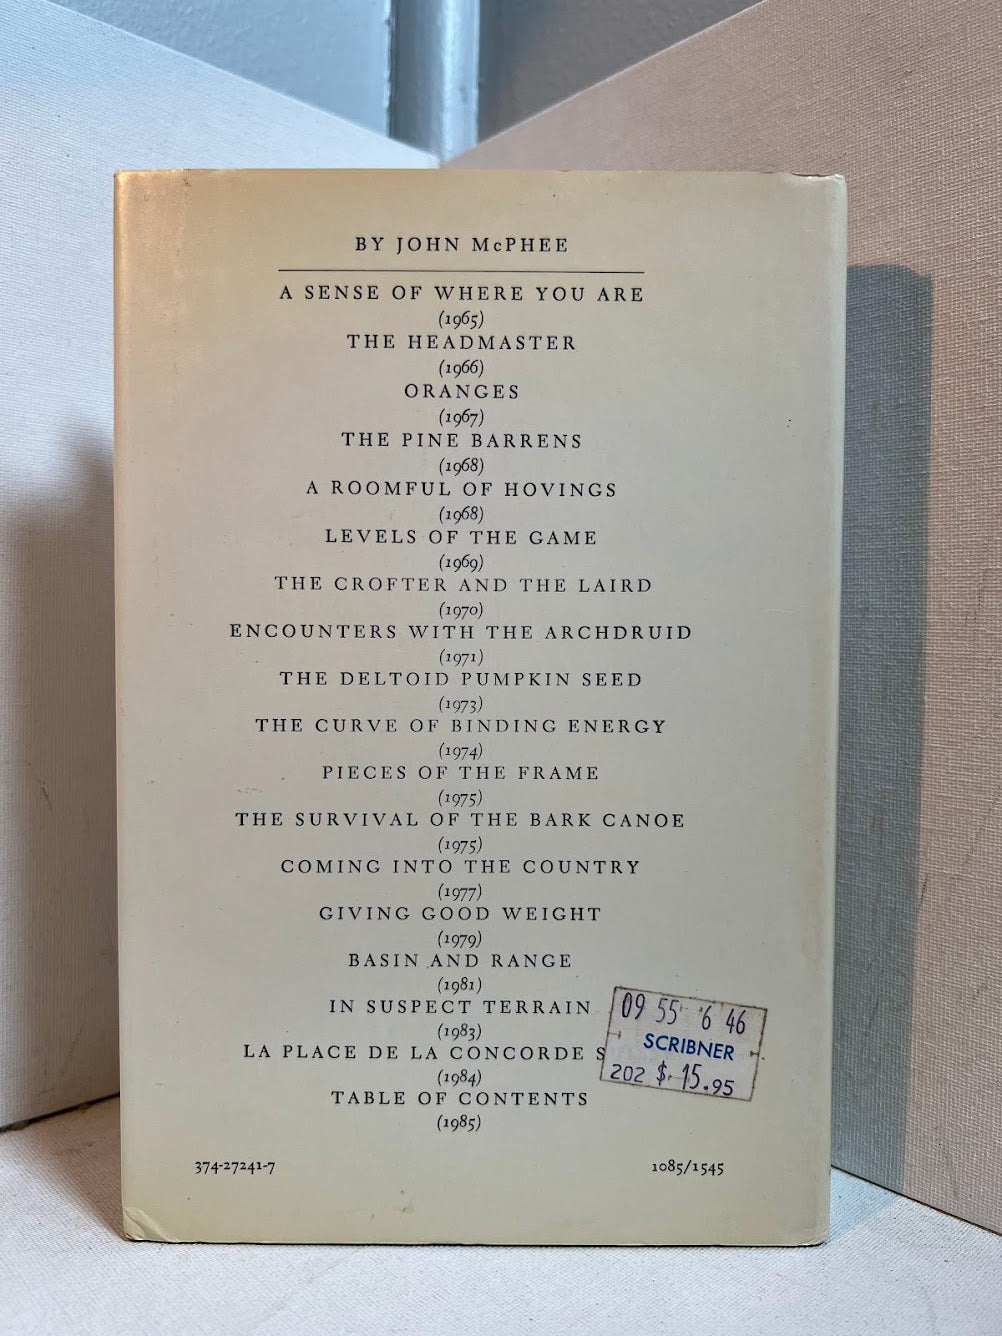 BY JOHN McPHEE
A SENSE OF WHERE YOU ARE
(1965)
THE HEADMASTER
(1966)
ORANGES
(1967)
THE PINE BARRENS
(1968)
A ROOMFUL OF HOVINGS
(1968)
LEVELS OF THE GAME
(1969)
THE CROFTER AND THE LAIRD
(1970)
ENCOUNTERS WITH THE ARCHDRUID
(1971)
THE DELTOID PUMPKIN SEED
(1973)
THE CURVE OF BINDING ENERGY
(1974)
PIECES OF THE FRAME
(1975)
THE SURVIVAL OF THE BARK CANOE
(1975)
COMING INTO THE COUNTRY
(1977)
GIVING GOOD WEIGHT
(1979)
BASIN AND RANGE
(1981)
IN SUSPECT TERRAIN
(1983)
LA PLACE DE LA CONCORDE
(1984)
TABLE OF CONTENTS
(1985)
09 55 6 46
SCRIBNER
202 $ 15.95
374-27241-7
1085/1545